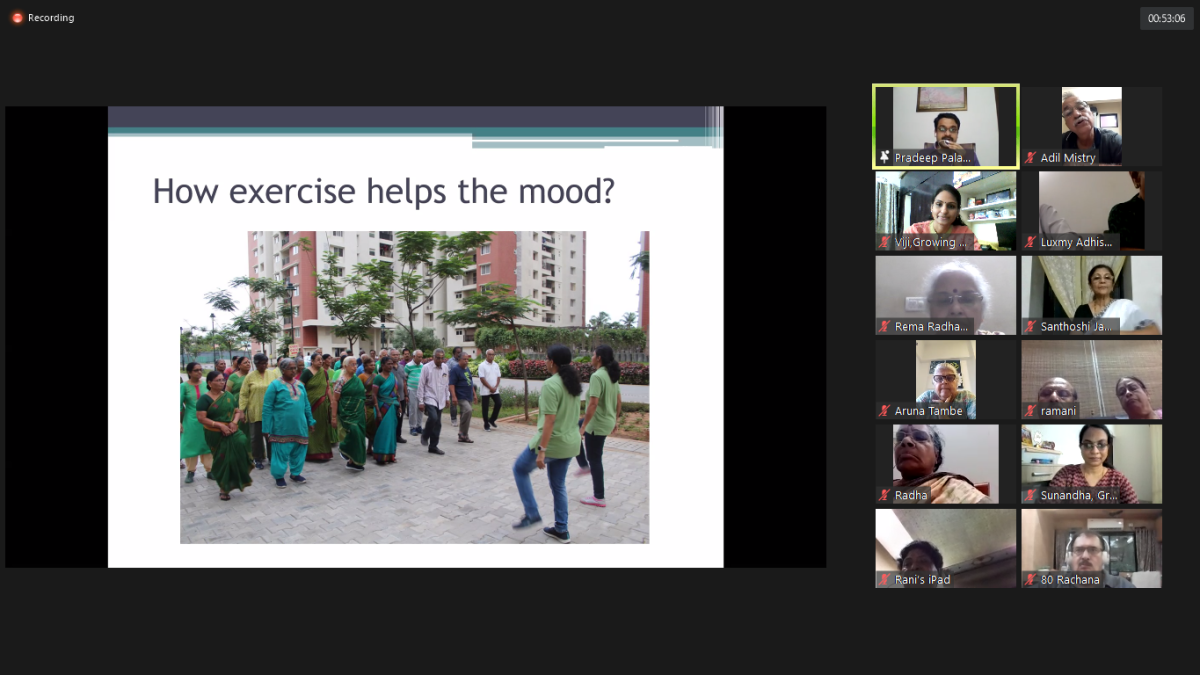 Recording
00:53:06
How exercise helps the mood?
Pradeep Pala...
Adil Mistry
Viji,Growing ...
Luxmy Adhis...
Rema Radha...
Santhoshi Ja...
Aruna Tambe
ramani
Radha
Sunandha, Gr...
Rani's iPad
80 Rachana